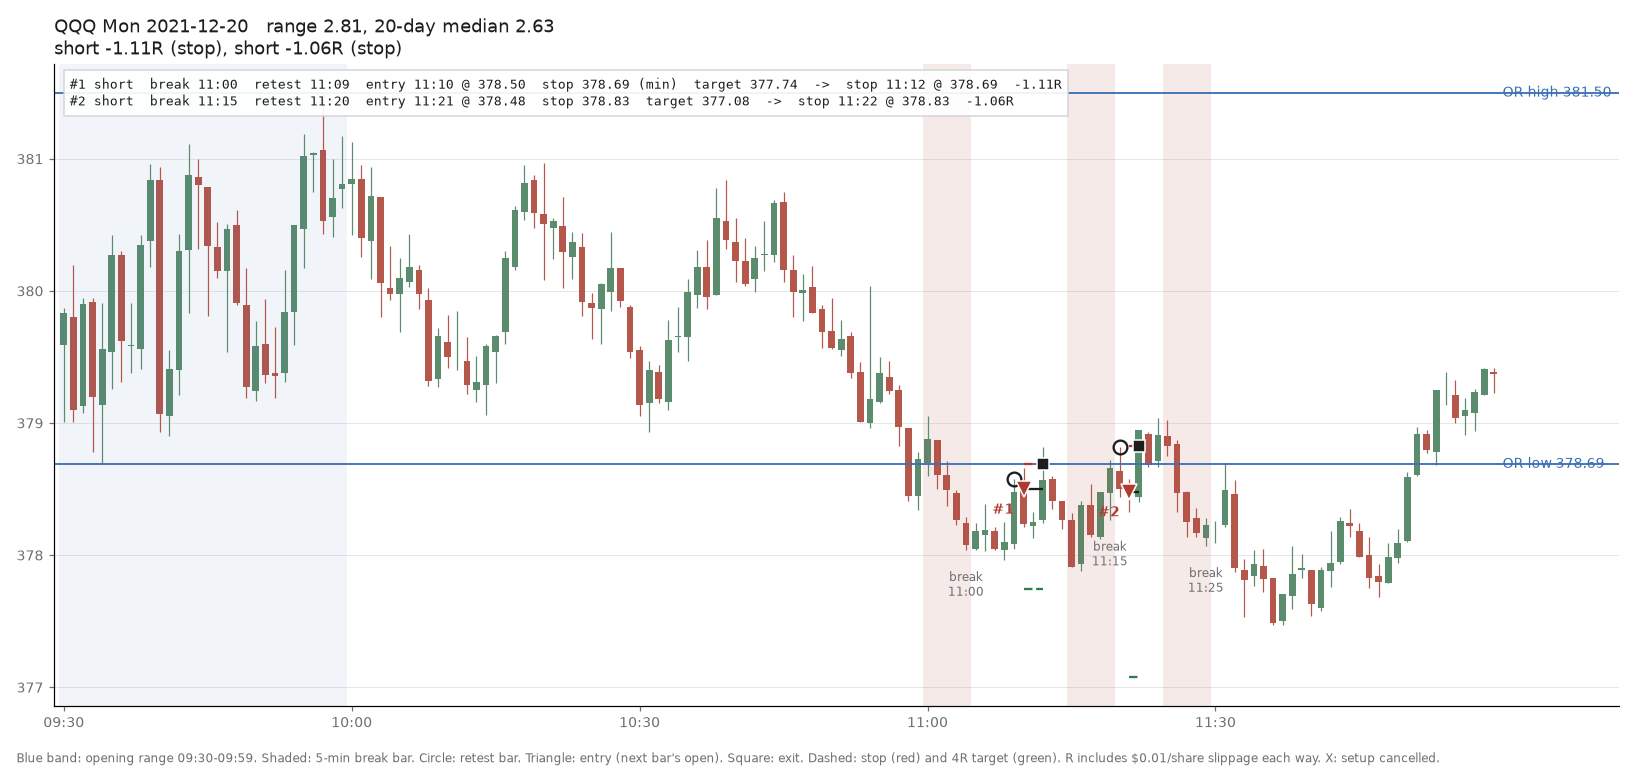 QQQ Mon 2021-12-20   range 2.81, 20-day median 2.63
short -1.11R (stop), short -1.06R (stop)
#1 short  break 11:00  retest 11:09  entry 11:10 @ 378.50  stop 378.69 (min)  target 377.74  ->  stop 11:12 @ 378.69  -1.11R
#2 short  break 11:15  retest 11:20  entry 11:21 @ 378.48  stop 378.83  target 377.08  ->  stop 11:22 @ 378.83  -1.06R
OR high 381.50
381
380
379
OR low 378.69
#1
#2
378
break
11:15
break
11:00
break
11:25
377
09:30
10:00
10:30
11:00
11:30
Blue band: opening range 09:30-09:59. Shaded: 5-min break bar. Circle: retest bar. Triangle: entry (next bar's open). Square: exit. Dashed: stop (red) and 4R target (green). R includes $0.01/share slippage each way. X: setup cancelled.